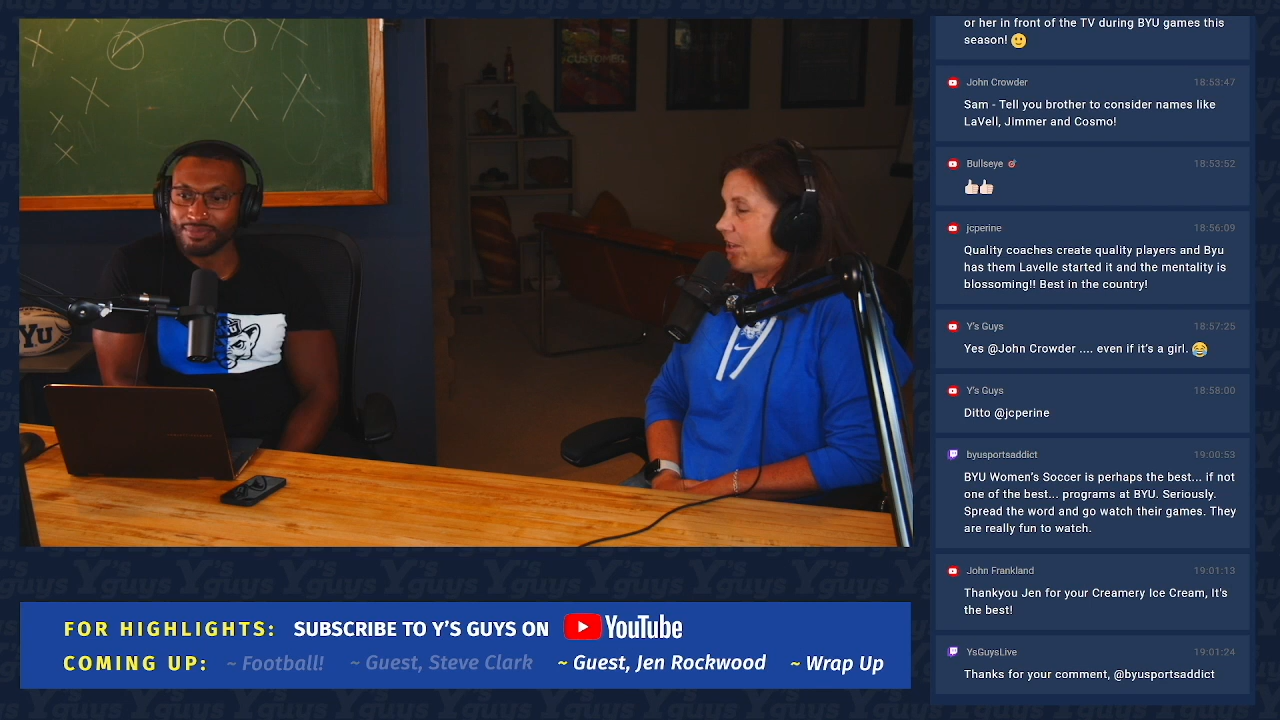 CUSTOMER
YU
FOR HIGHLIGHTS: SUBSCRIBE TO Y'S GUYS ON YouTube
COMING UP: ~ Football! ~ Guest, Steve Clark ~ Guest, Jen Rockwood ~ Wrap Up
or her in front of the TV during BYU games this
season! 🙂
John Crowder 18:53:47
Sam - Tell you brother to consider names like
LaVell, JImmer and Cosmo!
Bullseye 🎯 18:53:52
👍🏻👍🏻
jcperine 18:56:09
Quality coaches create quality players and Byu
has them Lavelle started it and the mentality is
blossoming!! Best in the country!
Y's Guys 18:57:25
Yes @John Crowder .... even if it's a girl. 😂
Y's Guys 18:58:00
Ditto @jcperine
byusportsaddict 19:00:53
BYU Women's Soccer is perhaps the best... if not
one of the best... programs at BYU. Seriously.
Spread the word and go watch their games. They
are really fun to watch.
John Frankland 19:01:13
Thankyou Jen for your Creamery Ice Cream, It's
the best!
YsGuysLive 19:01:24
Thanks for your comment, @byusportsaddict